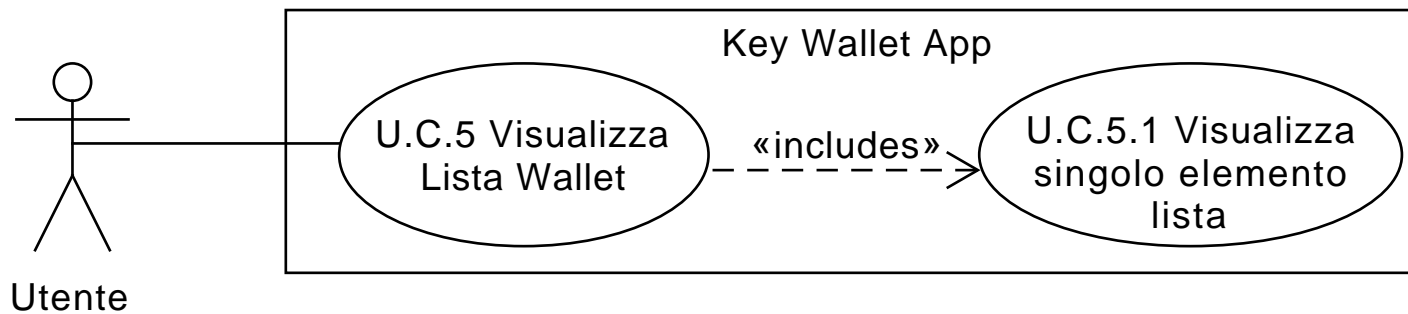 Key Wallet App
U.C.5 Visualizza
Lista Wallet
«includes»
U.C.5.1 Visualizza
singolo elemento
lista
Utente